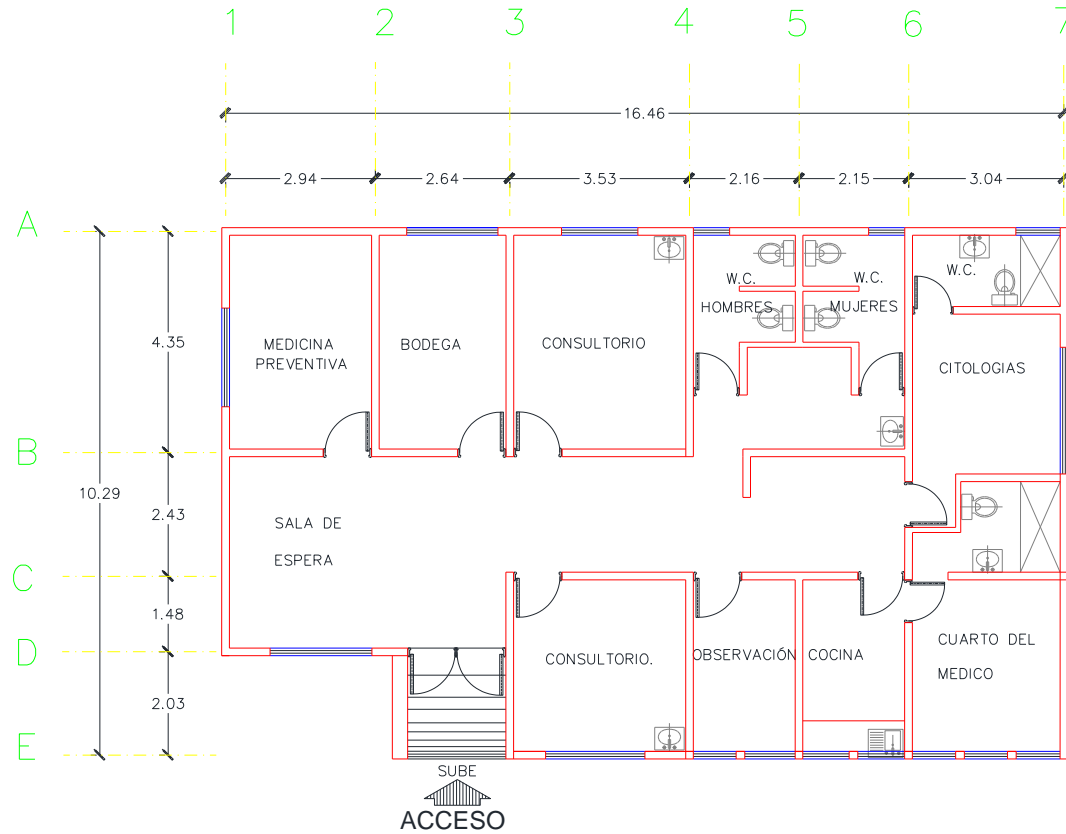 1 2 3 4 5 6 7
16.46
2.94 2.64 3.53 2.16 2.15 3.04
A
B
C
D
E
10.29
4.35
2.43
1.48
2.03
MEDICINA
PREVENTIVA
BODEGA
CONSULTORIO
W.C.
HOMBRES
W.C.
MUJERES
W.C.
CITOLOGIAS
SALA DE
ESPERA
CONSULTORIO.
OBSERVACIÓN
COCINA
CUARTO DEL
MEDICO
SUBE
ACCESO